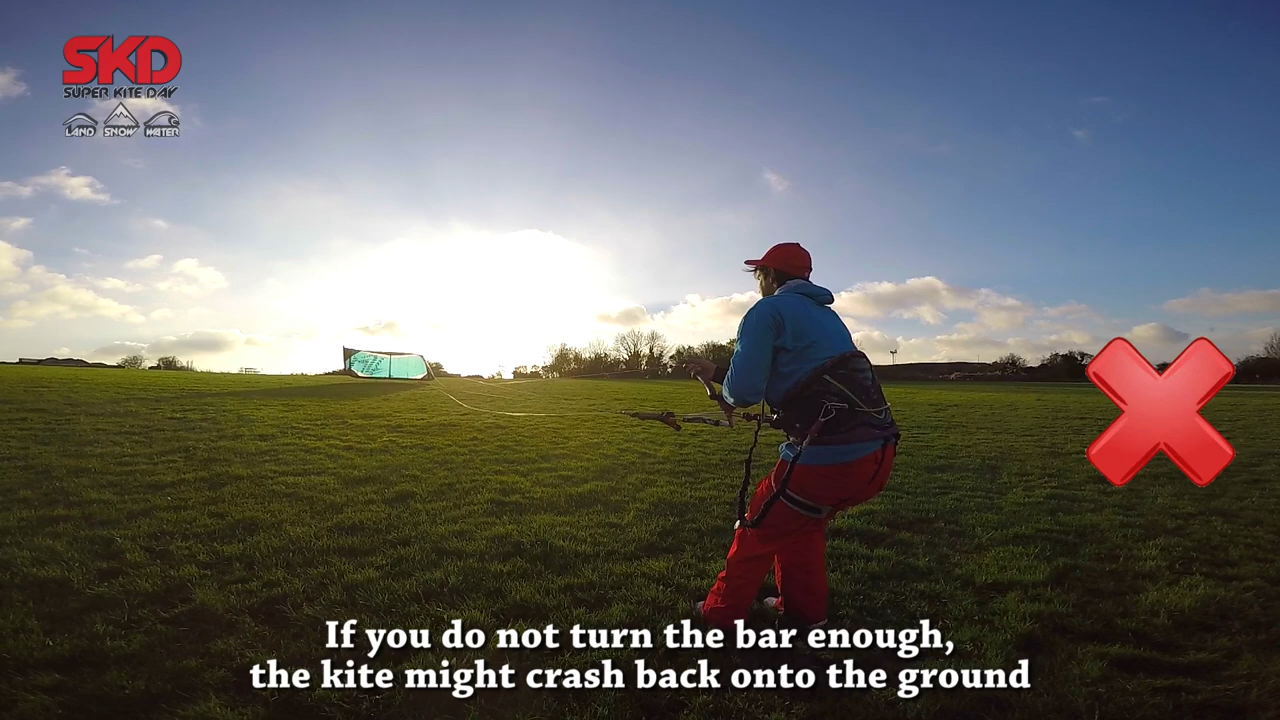 SKD
SUPER KITE DAY
LAND SNOW WATER
If you do not turn the bar enough,
the kite might crash back onto the ground